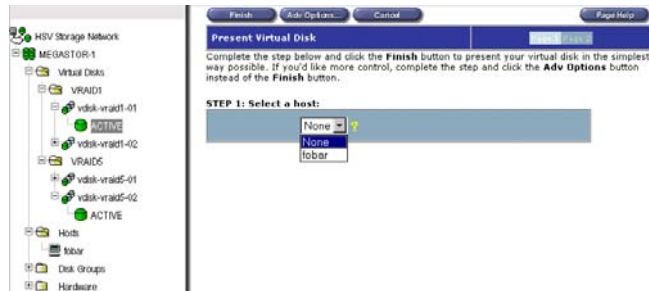 Finish
Adv Options...
Cancel
Page Help
HSV Storage Network
MEGASTOR-1
Virtual Disks
VRAID1
vdisk-vraid1-01
ACTIVE
vdisk-vraid1-02
VRAID5
vdisk-vraid5-01
vdisk-vraid5-02
ACTIVE
Hosts
fobar
Disk Groups
Hardware
Present Virtual Disk
Page 1 Page 2
Complete the step below and click the Finish button to present your virtual disk in the simplest
way possible. If you'd like more control, complete the step and click the Adv Options button
instead of the Finish button.
STEP 1: Select a host:
None ?
None
fobar